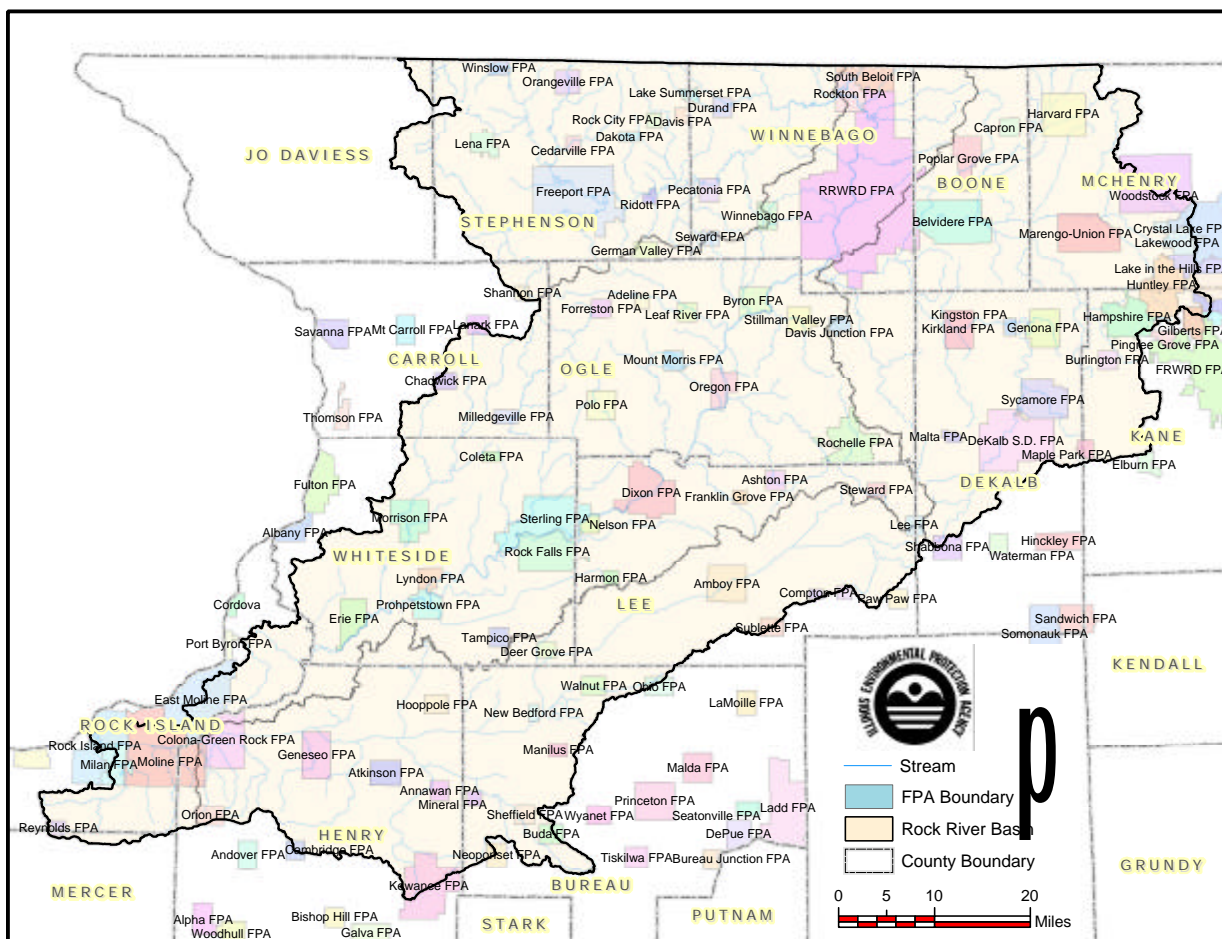 Winslow FPA
Orangeville FPA
South Beloit FPA
Rockton FPA
Lake Summerset FPA
Durand FPA
Rock City FPA
Davis FPA
Dakota FPA
WINNEBAGO
Harvard FPA
Capron FPA
Lena FPA
Cedarville FPA
JO DAVIESS
Poplar Grove FPA
BOONE
MCHENRY
Freeport FPA
Ridott FPA
Pecatonia FPA
RRWRD FPA
Woodstock FPA
STEPHENSON
Winnebago FPA
Belvidere FPA
Marengo-Union FPA
Crystal Lake FPA
Lakewood FPA
Seward FPA
German Valley FPA
Lake in the Hills FPA
Huntley FPA
Shannon FPA
Adeline FPA
Forreston FPA
Leaf River FPA
Byron FPA
Stillman Valley FPA
Davis Junction FPA
Kingston FPA
Kirkland FPA
Genona FPA
Hampshire FPA
Gilberts FPA
Pingree Grove FPA
Savanna FPA
Mt Carroll FPA
Lanark FPA
CARROLL
Mount Morris FPA
OGLE
Burlington FPA
FRWRD FPA
Chadwick FPA
Oregon FPA
Sycamore FPA
Thomson FPA
Milledgeville FPA
Polo FPA
Rochelle FPA
Malta FPA
DeKalb S.D. FPA
KANE
Maple Park FPA
Elburn FPA
Coleta FPA
DEKALB
Fulton FPA
Dixon FPA
Ashton FPA
Franklin Grove FPA
Steward FPA
Morrison FPA
Sterling FPA
Nelson FPA
Lee FPA
Albany FPA
WHITESIDE
Rock Falls FPA
Shabbona FPA
Hinckley FPA
Waterman FPA
Lyndon FPA
Harmon FPA
Amboy FPA
Compton FPA
Paw Paw FPA
Cordova
Erie FPA
Prohpetstown FPA
LEE
Sublette FPA
Sandwich FPA
Somonauk FPA
Port Byron FPA
Tampico FPA
Deer Grove FPA
KENDALL
East Moline FPA
Walnut FPA
Ohio FPA
Hooppole FPA
New Bedford FPA
LaMoille FPA
ROCK ISLAND
Rock Island FPA
Colona-Green Rock FPA
Milan FPA
Moline FPA
Geneseo FPA
Manilus FPA
Atkinson FPA
Malda FPA
Annawan FPA
Mineral FPA
Princeton FPA
Ladd FPA
Reynolds FPA
Orion FPA
Sheffield FPA
Wyanet FPA
Seatonville FPA
HENRY
Buda FPA
DePue FPA
Andover FPA
Cambridge FPA
Neoponset FPA
Tiskilwa FPA
Bureau Junction FPA
MERCER
Kewanee FPA
BUREAU
GRUNDY
Alpha FPA
Woodhull FPA
Bishop Hill FPA
Galva FPA
STARK
PUTNAM
ILLINOIS ENVIRONMENTAL PROTECTION AGENCY
p
Stream
FPA Boundary
Rock River Basin
County Boundary
0 5 10 20
Miles